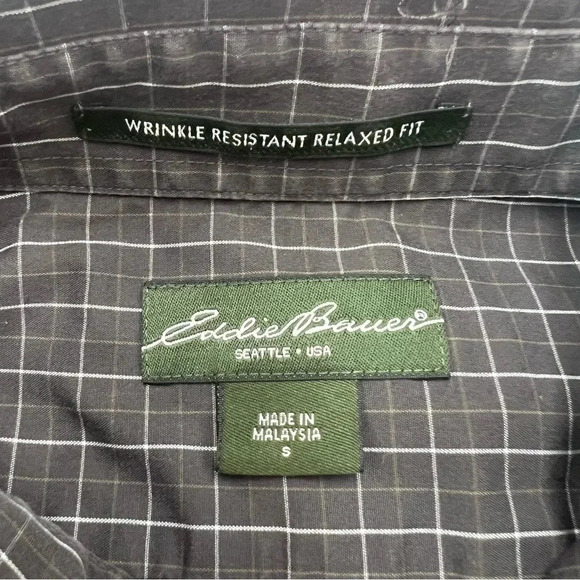 WRINKLE RESISTANT RELAXED FIT
Eddie Bauer®
SEATTLE • USA
MADE IN
MALAYSIA
S